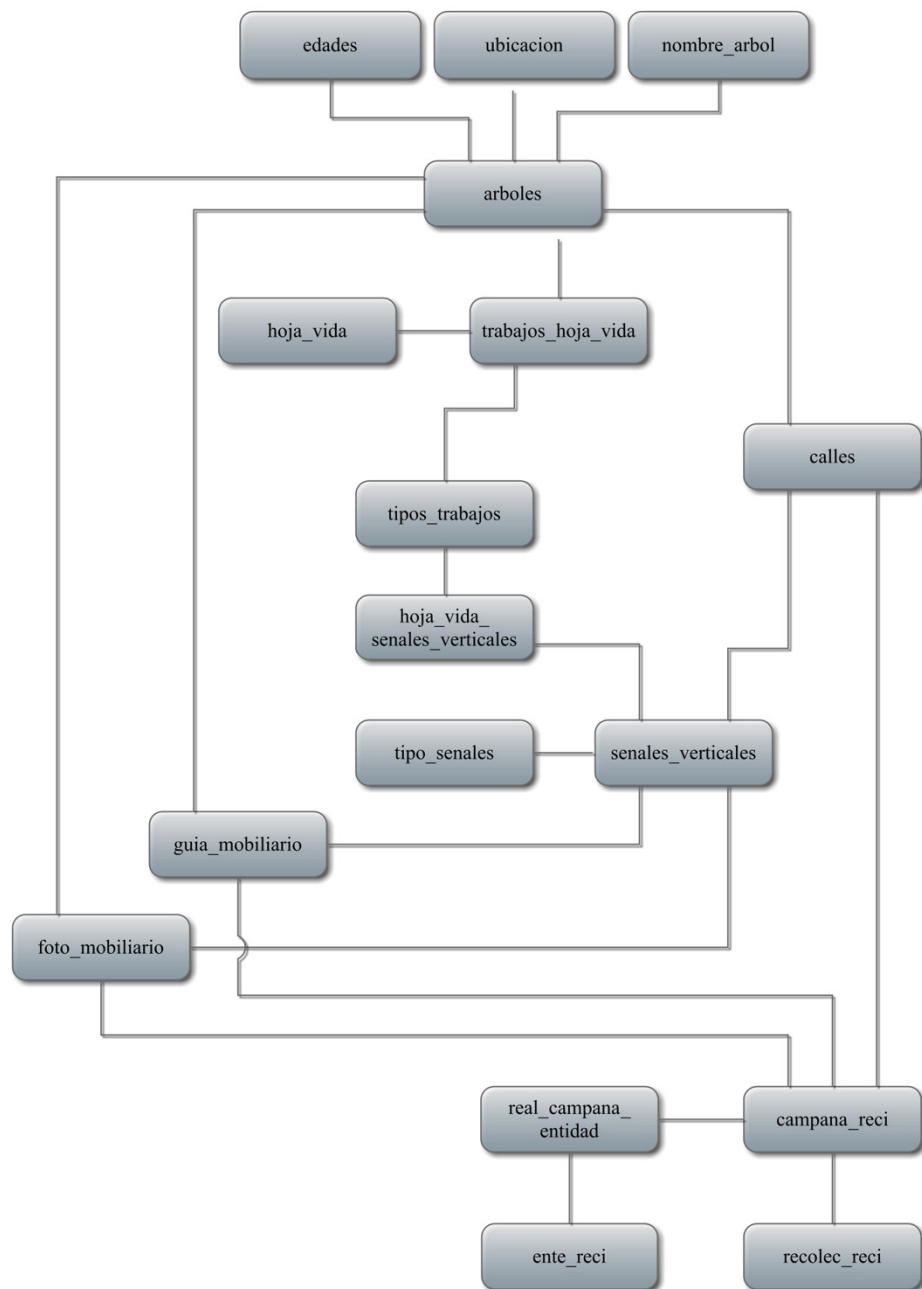 edades
ubicacion
nombre_arbol
arboles
hoja_vida
trabajos_hoja_vida
calles
tipos_trabajos
hoja_vida_
senales_verticales
tipo_senales
senales_verticales
guia_mobiliario
foto_mobiliario
real_campana_
entidad
campana_reci
ente_reci
recolec_reci